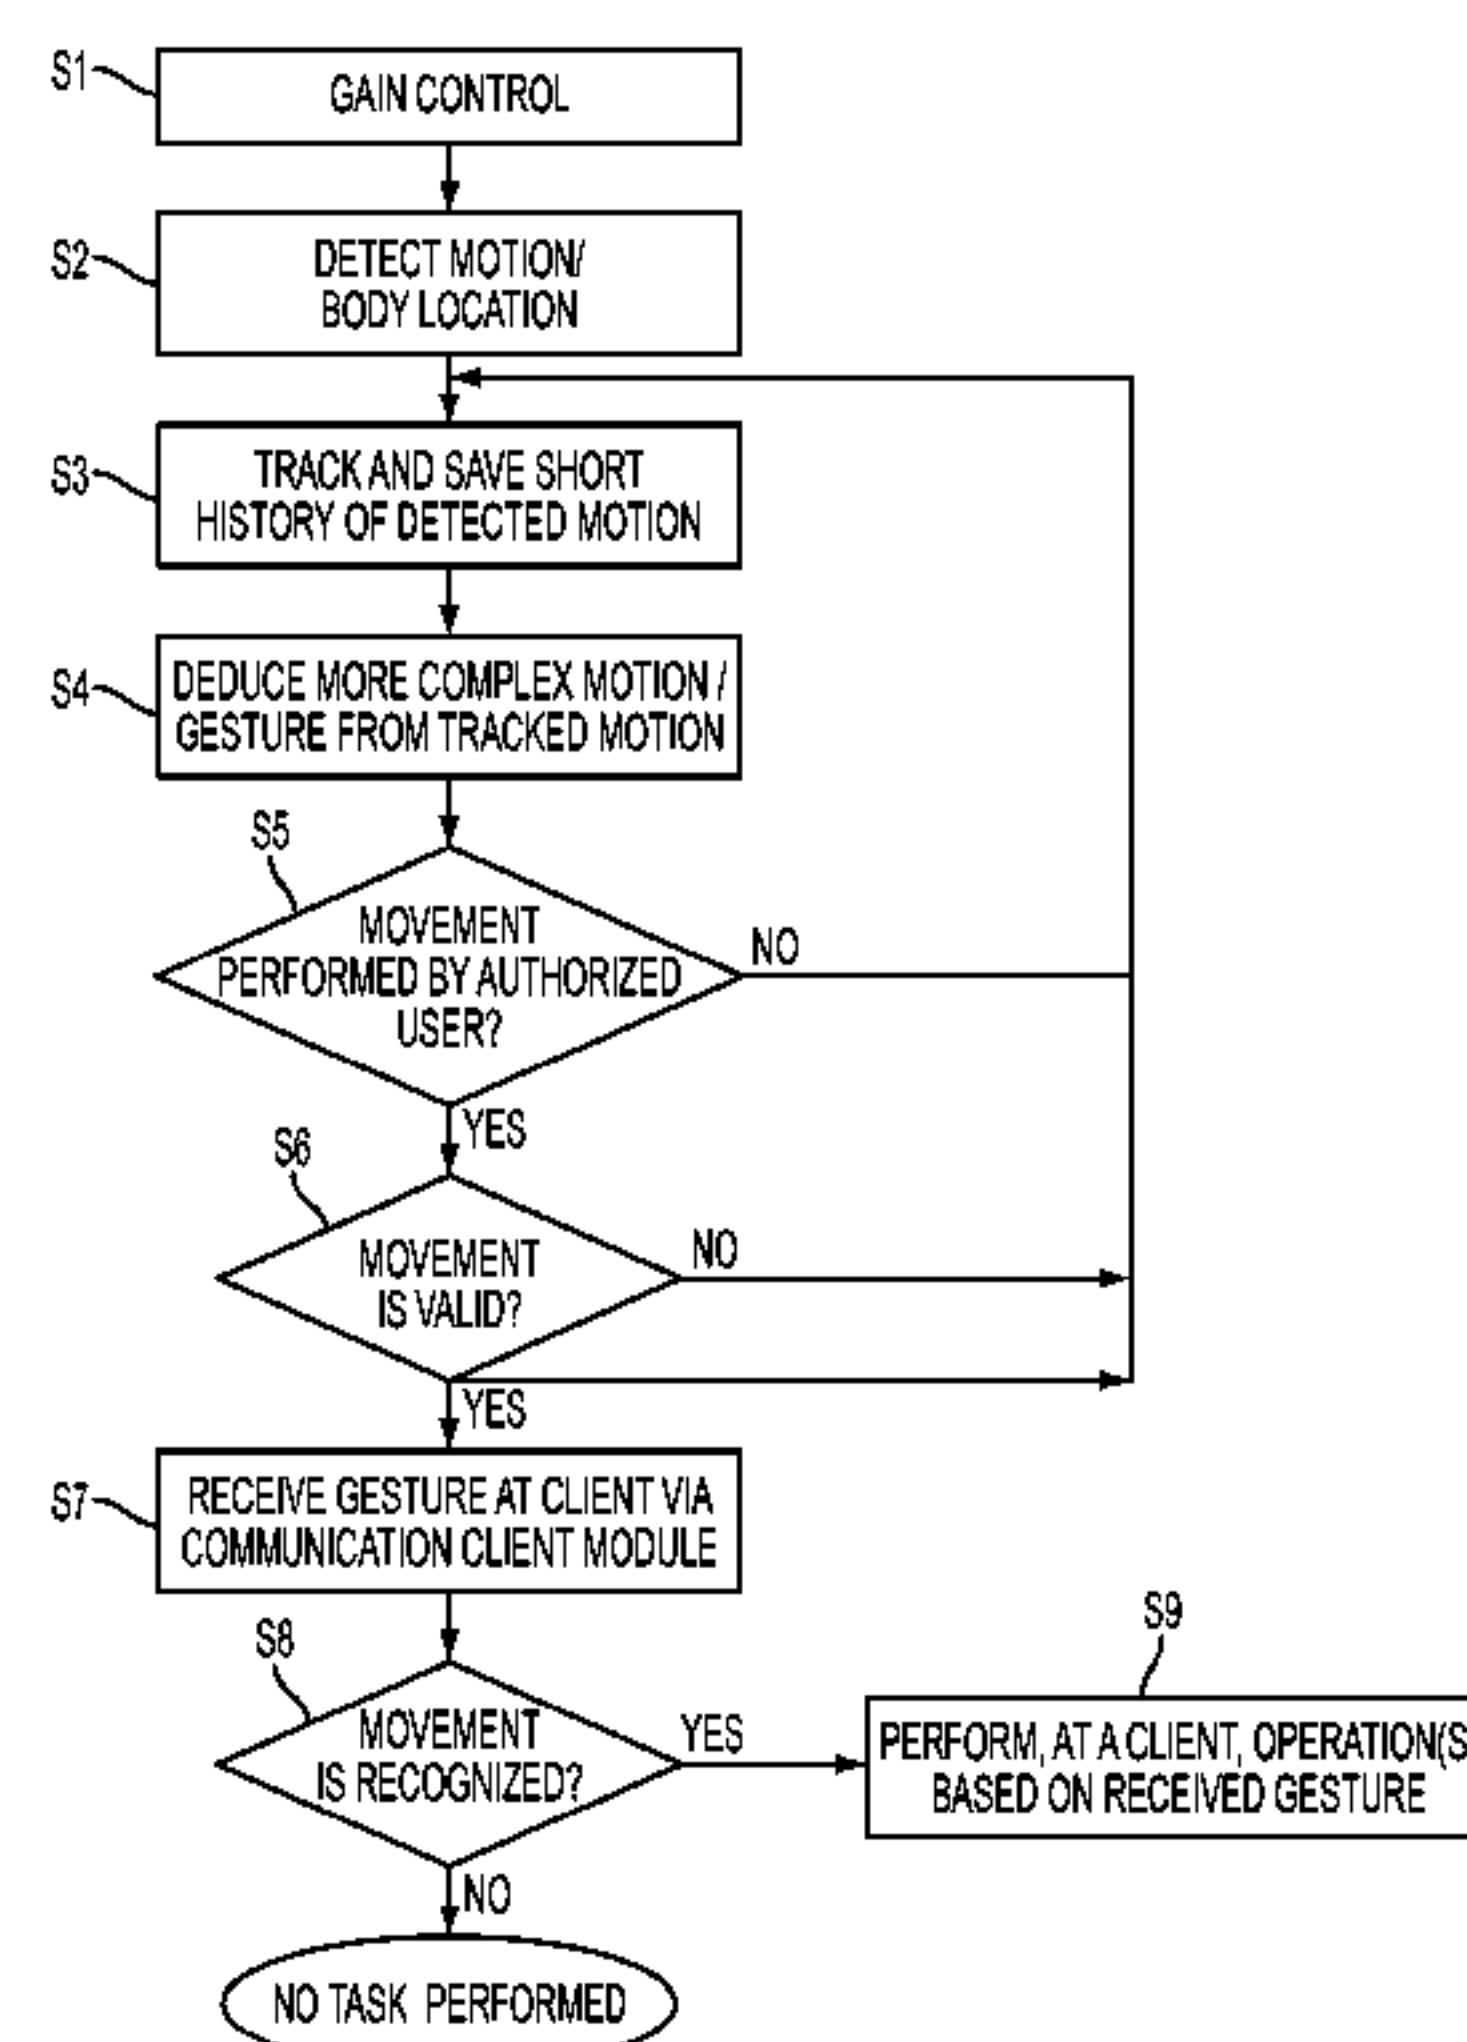 S1
GAIN CONTROL
S2
DETECT MOTION/
BODY LOCATION
S3
TRACK AND SAVE SHORT
HISTORY OF DETECTED MOTION
S4
DEDUCE MORE COMPLEX MOTION /
GESTURE FROM TRACKED MOTION
S5
MOVEMENT
PERFORMED BY AUTHORIZED
USER?
NO
YES
S6
MOVEMENT
IS VALID?
NO
YES
S7
RECEIVE GESTURE AT CLIENT VIA
COMMUNICATION CLIENT MODULE
S8
MOVEMENT
IS RECOGNIZED?
YES
S9
PERFORM, AT A CLIENT, OPERATION(S
BASED ON RECEIVED GESTURE
NO
NO TASK PERFORMED